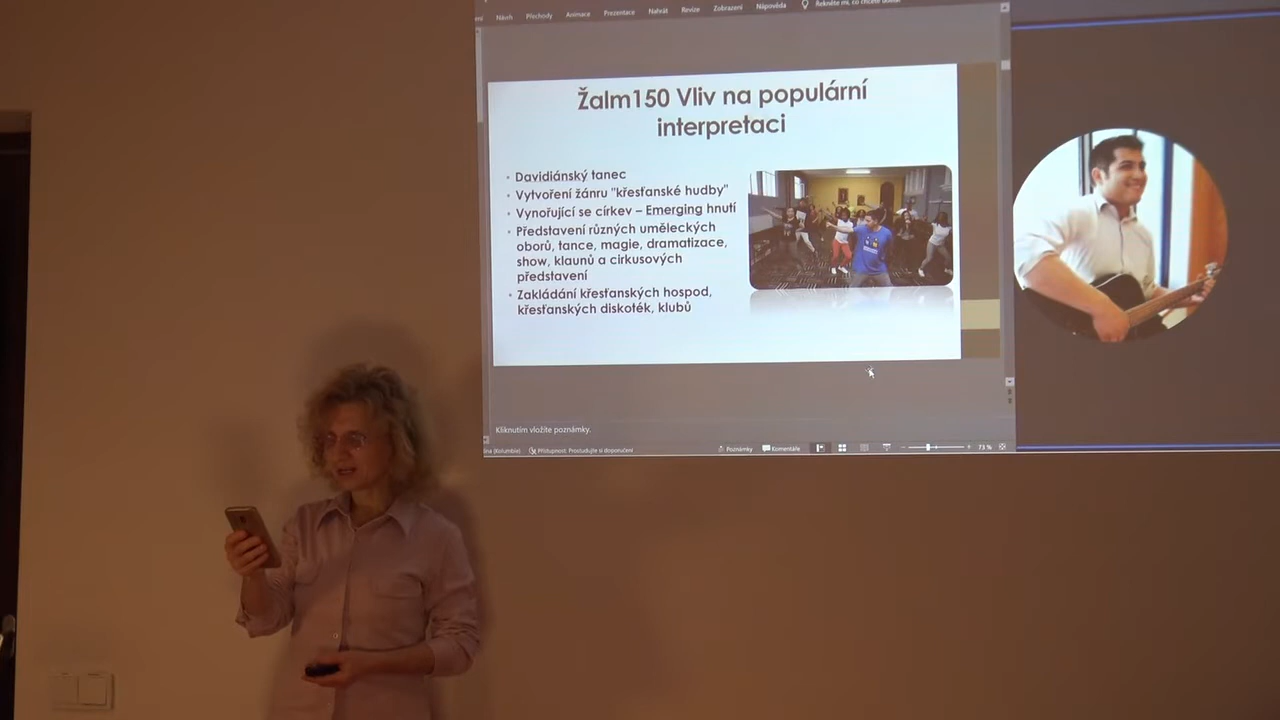 Návrh Přechody Animace Prezentace Nahrát Revize Zobrazení Nápověda Řekněte mi, co chcete udělat
Žalm150 Vliv na populární
interpretaci
• Davidiánský tanec
• Vytvoření žánru "křesťanské hudby"
• Vynořující se církev – Emerging hnutí
• Představení různých uměleckých
oborů, tance, magie, dramatizace,
show, klaunů a cirkusových
představení
• Zakládání křesťanských hospod,
křesťanských diskoték, klubů
Kliknutím vložíte poznámky.
(Kolumbie) Přístupnost: Prostudujte si doporučení Poznámky Komentáře 73 %